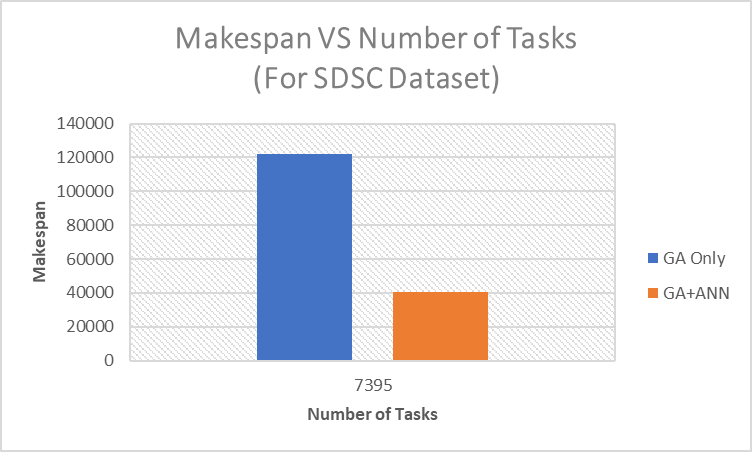 Makespan VS Number of Tasks
(For SDSC Dataset)
140000
120000
100000
80000
60000
40000
20000
0
Makespan
7395
Number of Tasks
GA Only
GA+ANN